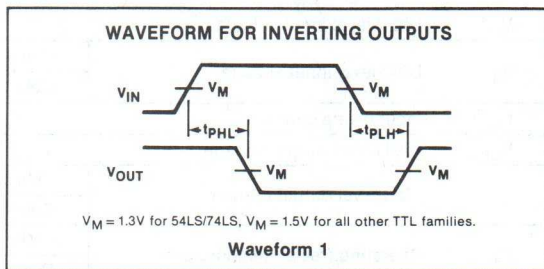 WAVEFORM FOR INVERTING OUTPUTS
VIN
VM
VM
tPHL
tPLH
VOUT
VM
VM
VM = 1.3V for 54LS/74LS, VM = 1.5V for all other TTL families.
Waveform 1